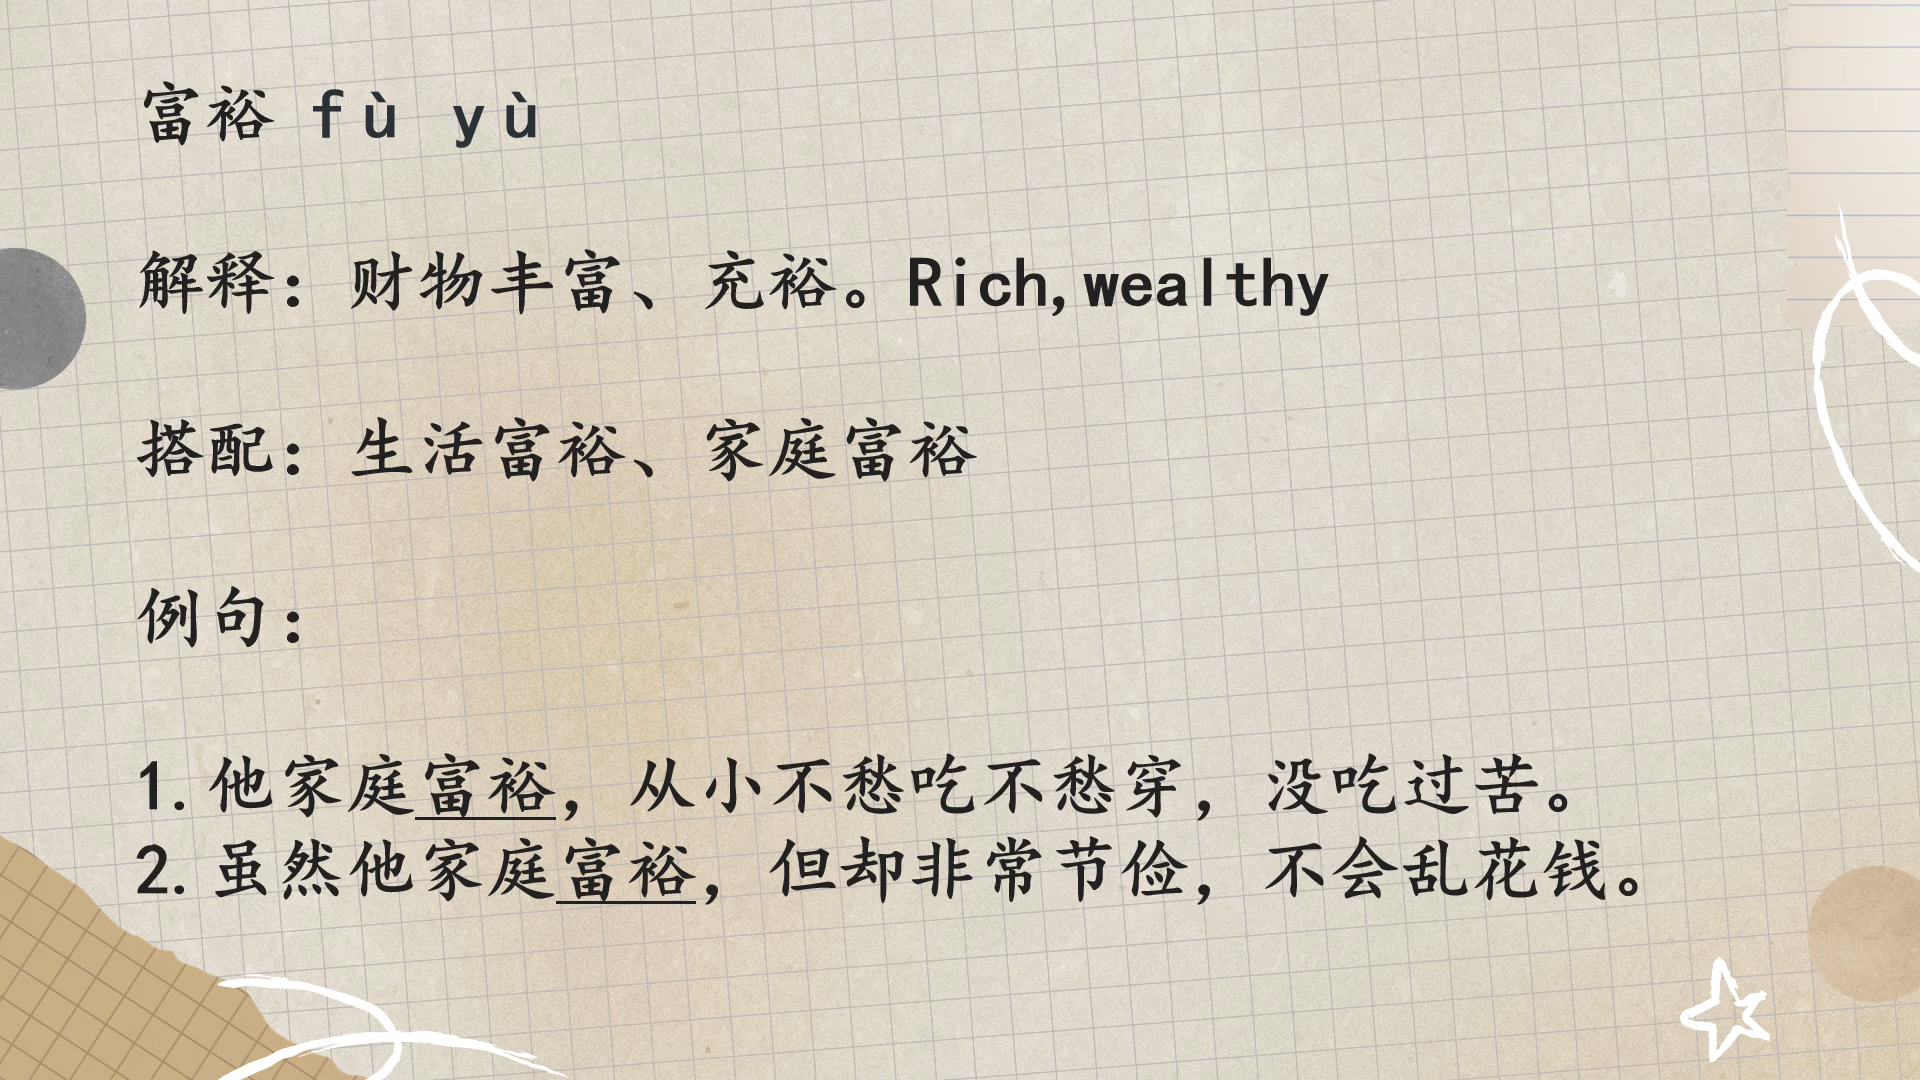 富裕 fù yù
解释：财物丰富、充裕。Rich,wealthy
搭配：生活富裕、家庭富裕
例句：
1.他家庭富裕，从小不愁吃不愁穿，没吃过苦。
2.虽然他家庭富裕，但却非常节俭，不会乱花钱。